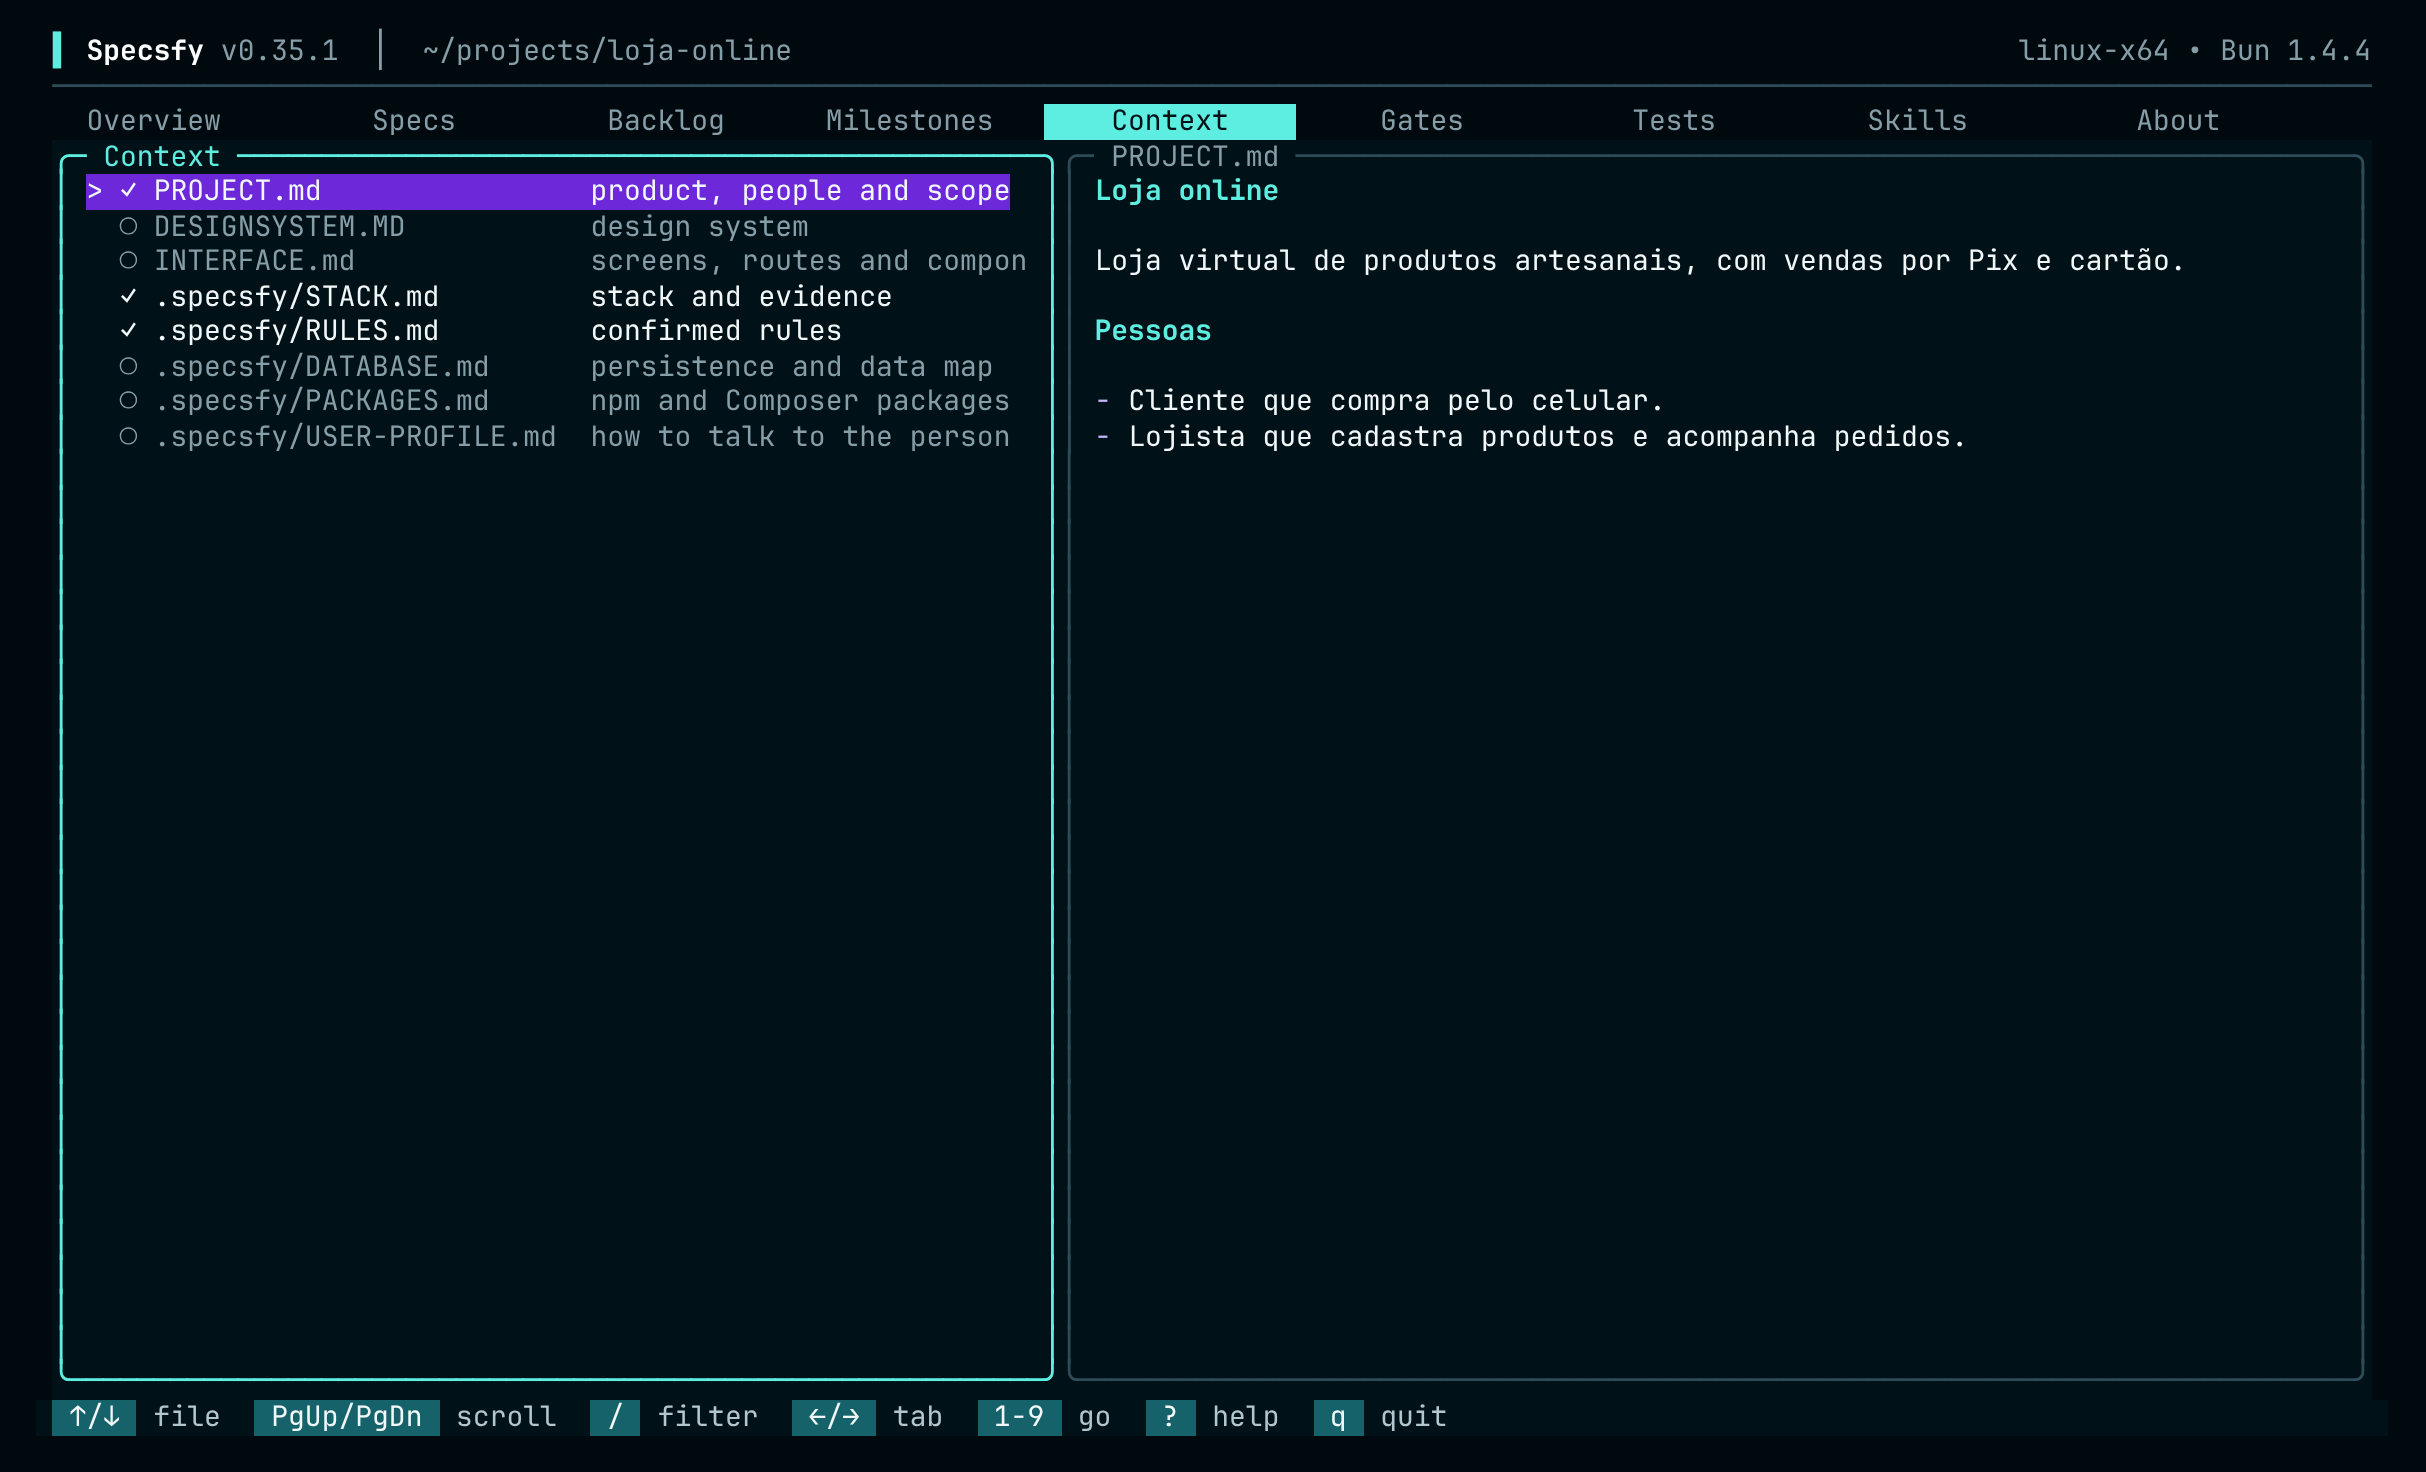 Specsfy v0.35.1 │ ~/projects/loja-online linux-x64 • Bun 1.4.4
Overview Specs Backlog Milestones Context Gates Tests Skills About
Context
> ✓ PROJECT.md product, people and scope
○ DESIGNSYSTEM.MD design system
○ INTERFACE.md screens, routes and compon
✓ .specsfy/STACK.md stack and evidence
✓ .specsfy/RULES.md confirmed rules
○ .specsfy/DATABASE.md persistence and data map
○ .specsfy/PACKAGES.md npm and Composer packages
○ .specsfy/USER-PROFILE.md how to talk to the person
PROJECT.md
Loja online
Loja virtual de produtos artesanais, com vendas por Pix e cartão.
Pessoas
- Cliente que compra pelo celular.
- Lojista que cadastra produtos e acompanha pedidos.
↑/↓ file PgUp/PgDn scroll / filter ←/→ tab 1-9 go ? help q quit